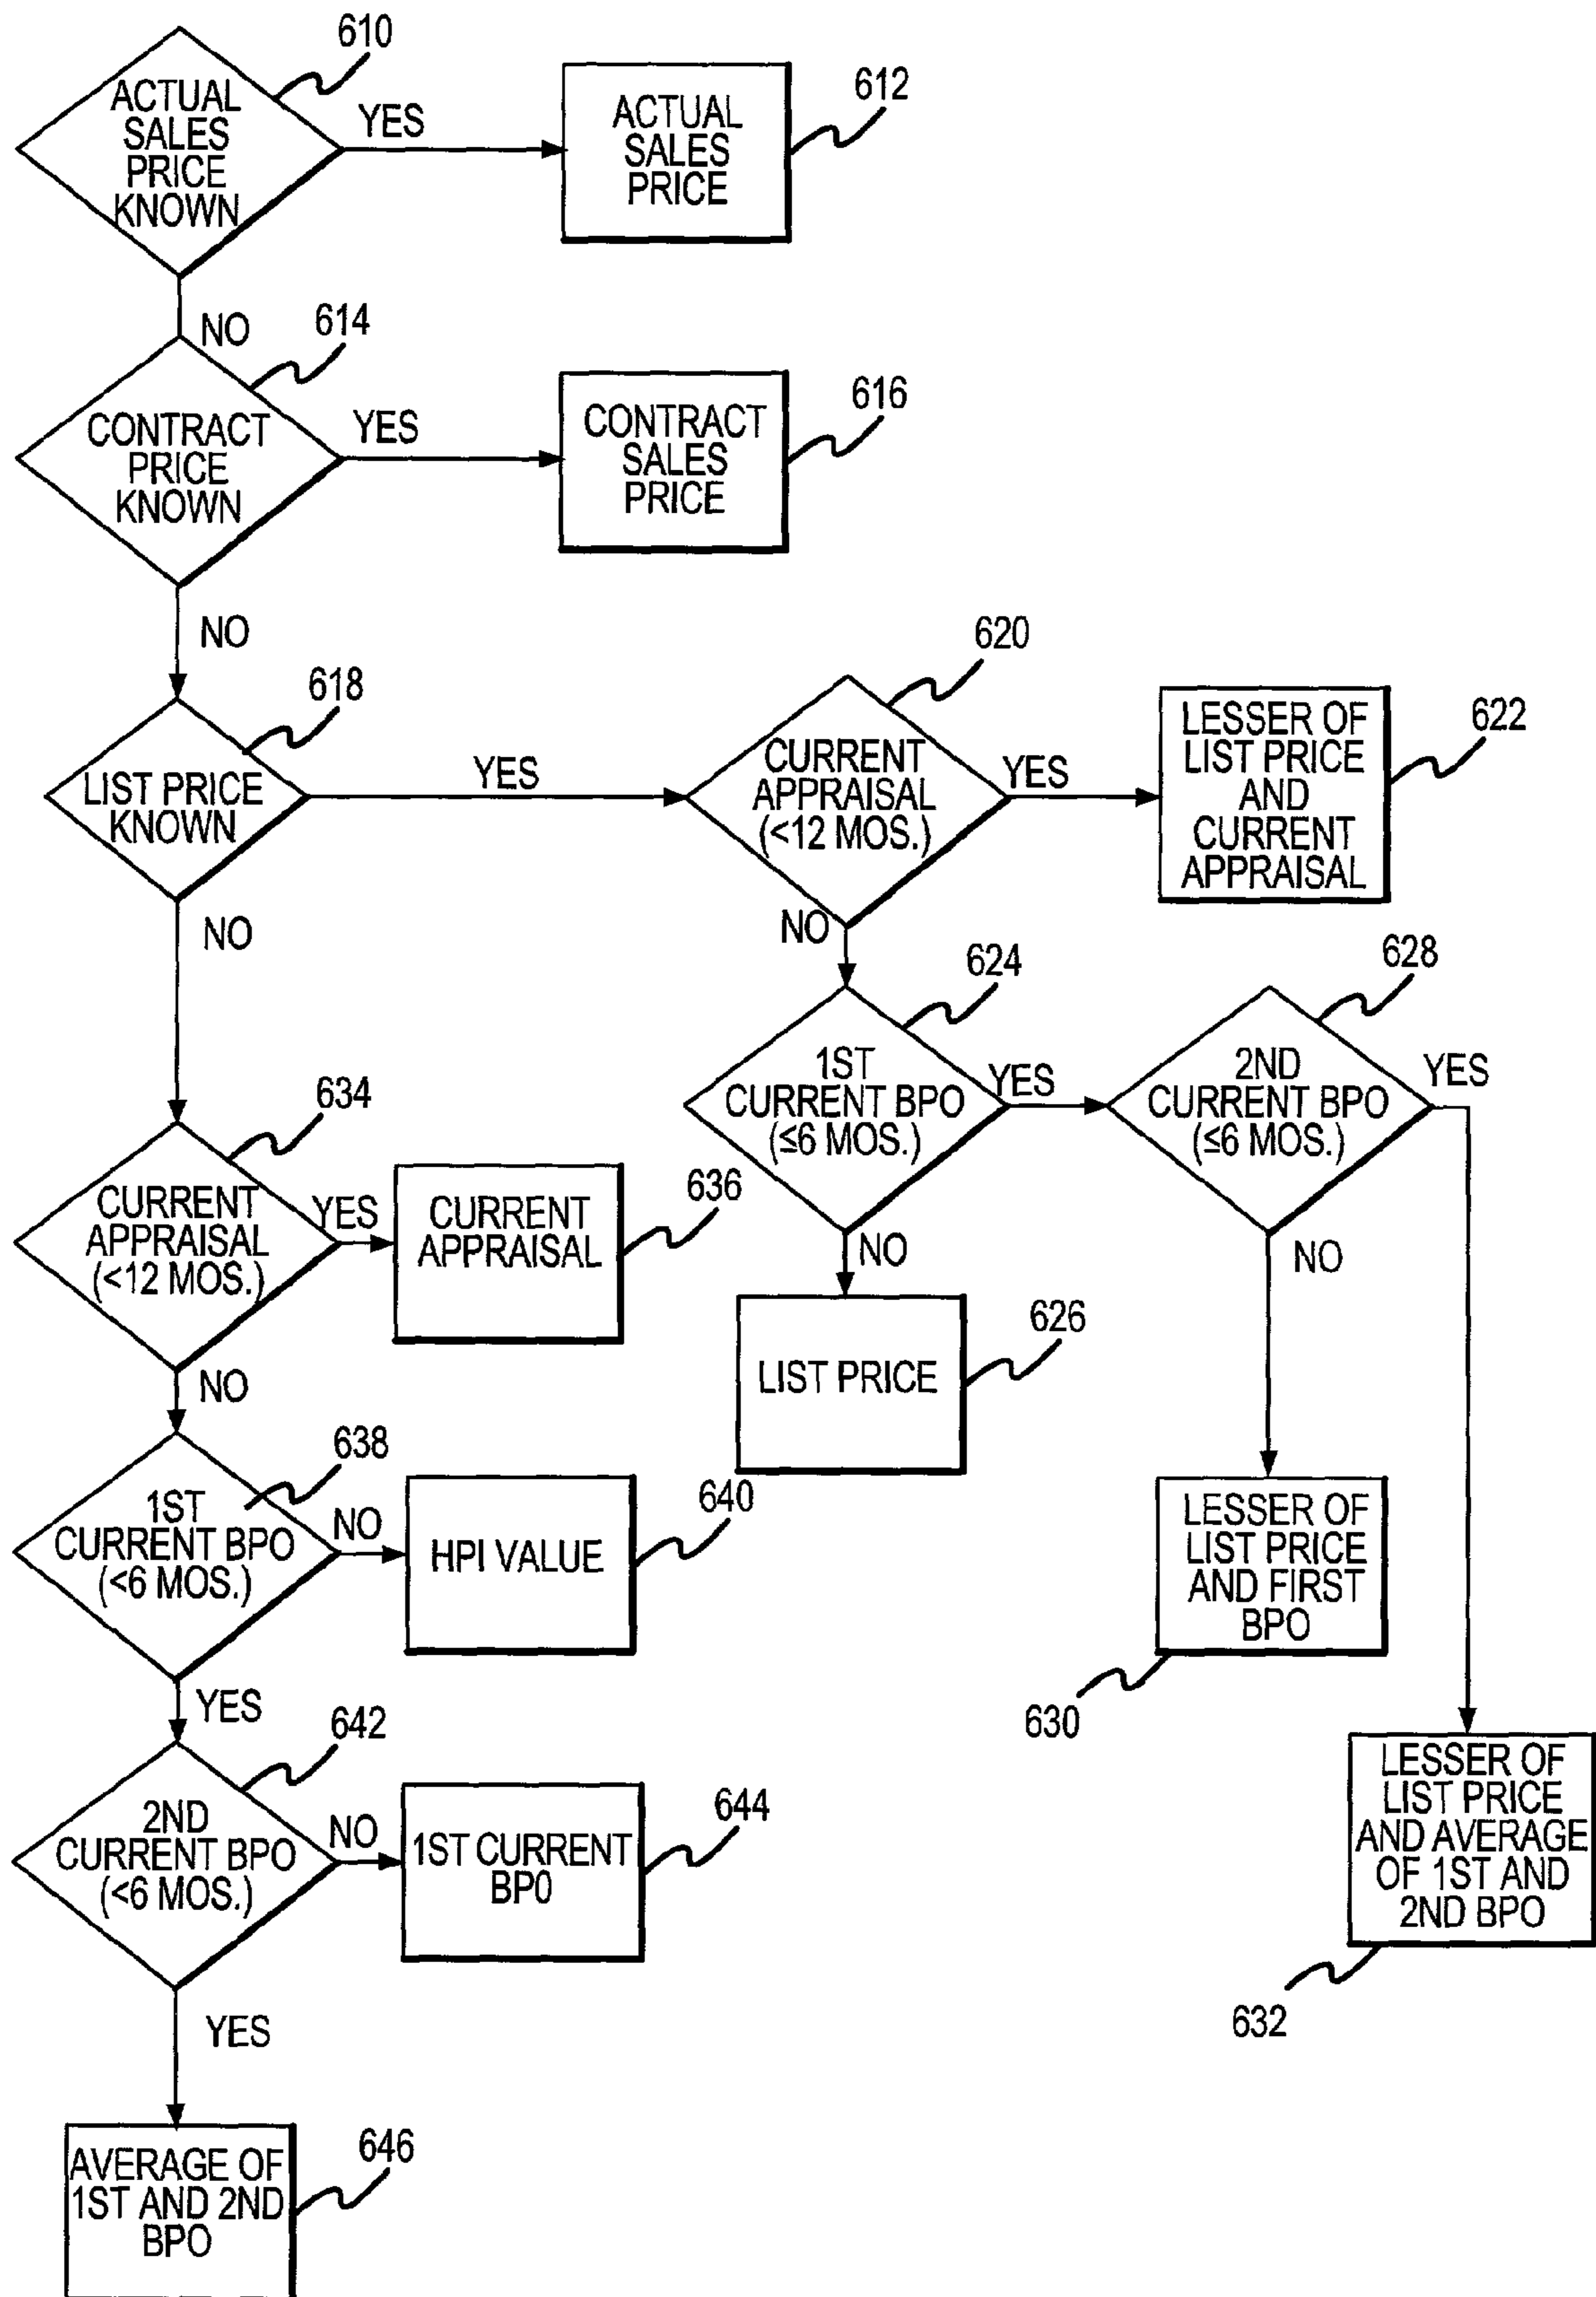 610
ACTUAL
SALES
PRICE
KNOWN
YES
ACTUAL
SALES
PRICE
612
NO
614
CONTRACT
PRICE
KNOWN
YES
CONTRACT
SALES
PRICE
616
NO
618
LIST PRICE
KNOWN
YES
620
CURRENT
APPRAISAL
(<12 MOS.)
YES
LESSER OF
LIST PRICE
AND
CURRENT
APPRAISAL
622
NO
NO
624
1ST
CURRENT BPO
(≤6 MOS.)
YES
628
2ND
CURRENT BPO
(≤6 MOS.)
YES
634
CURRENT
APPRAISAL
(<12 MOS.)
YES
CURRENT
APPRAISAL
636
NO
LIST PRICE
626
NO
NO
638
1ST
CURRENT BPO
(<6 MOS.)
NO
HPI VALUE
640
LESSER OF
LIST PRICE
AND FIRST
BPO
630
YES
642
2ND
CURRENT BPO
(<6 MOS.)
NO
1ST CURRENT
BPO
644
LESSER OF
LIST PRICE
AND AVERAGE
OF 1ST AND
2ND BPO
632
YES
AVERAGE OF
1ST AND 2ND
BPO
646